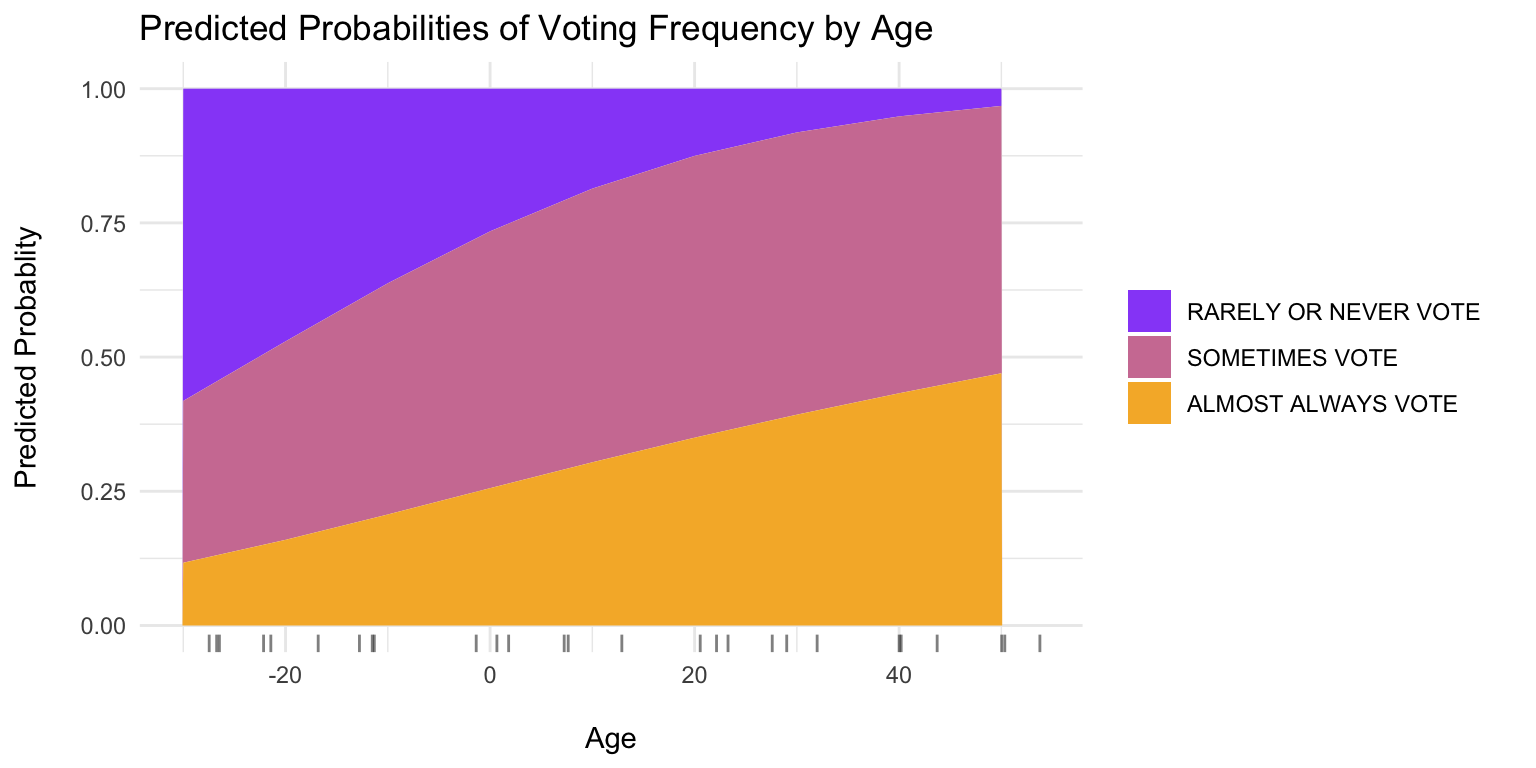 Predicted Probabilities of Voting Frequency by Age
Predicted Probablity
1.00
0.75
0.50
0.25
0.00
-20
0
20
40
Age
RARELY OR NEVER VOTE
SOMETIMES VOTE
ALMOST ALWAYS VOTE